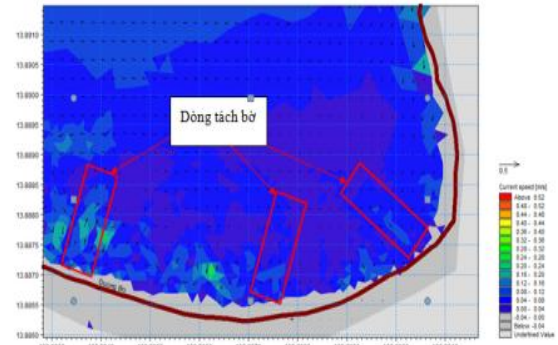 13.8910
13.8905
13.8900
13.8895
13.8890
13.8885
13.8880
13.8875
13.8870
13.8865
13.8860
Dòng tách bờ
0.5
Current speed [m/s]
Above 0.52
0.48 - 0.52
0.44 - 0.48
0.40 - 0.44
0.36 - 0.40
0.32 - 0.36
0.28 - 0.32
0.24 - 0.28
0.20 - 0.24
0.16 - 0.20
0.12 - 0.16
0.08 - 0.12
0.04 - 0.08
0.00 - 0.04
-0.04 - 0.00
Below -0.04
Undefined Value